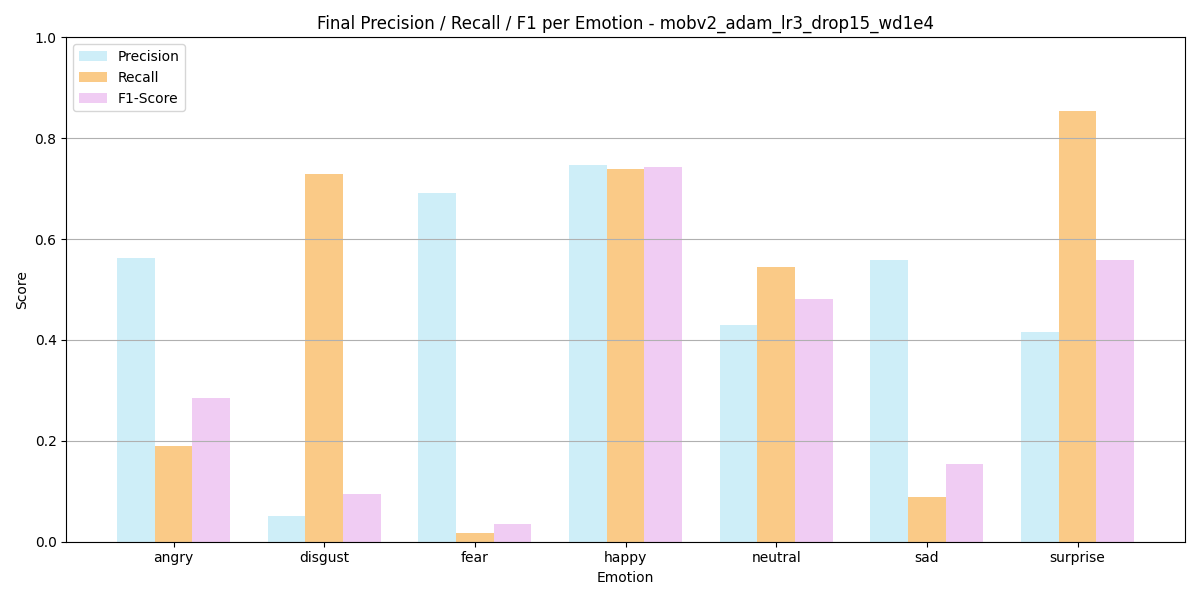 Final Precision / Recall / F1 per Emotion - mobv2_adam_lr3_drop15_wd1e4
Precision
Recall
F1-Score
1.0
0.8
0.6
0.4
0.2
0.0
Score
angry disgust fear happy neutral sad surprise
Emotion